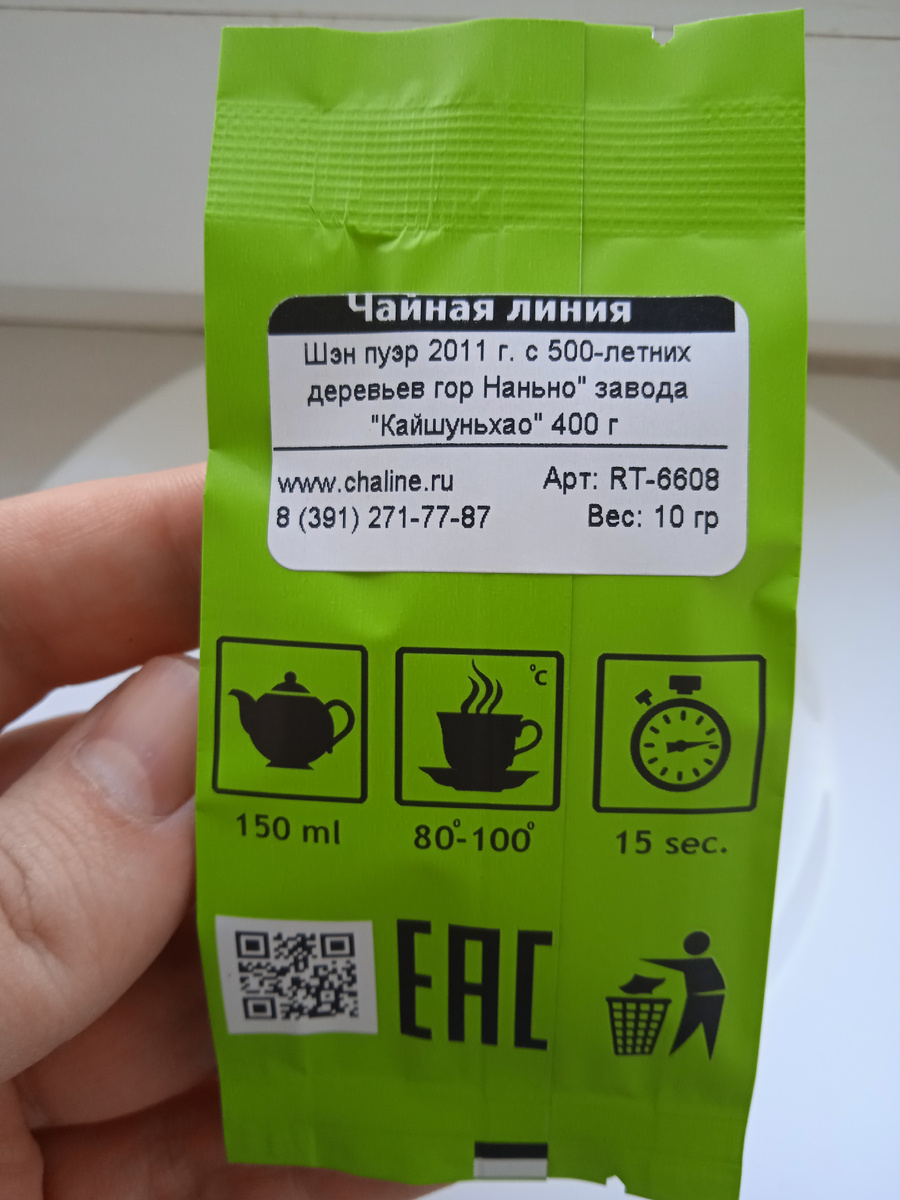 Чайная линия
Шэн пуэр 2011 г. с 500-летних
деревьев гор Наньно" завода
"Кайшуньхао" 400 г
www.chaline.ru Арт: RT-6608
8 (391) 271-77-87 Вес: 10 гр
°C
150 ml 80°-100° 15 sec.
EAC